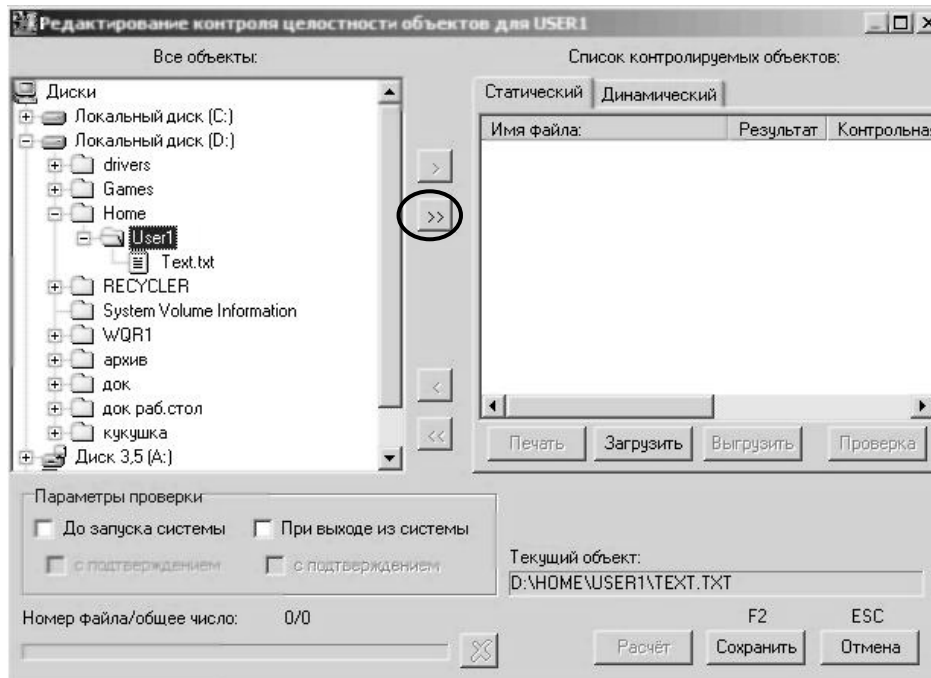 Редактирование контроля целостности объектов для USER1
Все объекты:
Диски
Локальный диск (C:)
Локальный диск (D:)
drivers
Games
Home
User1
Text.txt
RECYCLER
System Volume Information
WQR1
архив
док
док раб.стол
кукушка
Диск 3,5 (A:)
>
>>
<
<<
Список контролируемых объектов:
Статический Динамический
Имя файла: Результат Контрольная
Печать Загрузить Выгрузить Проверка
Параметры проверки
До запуска системы При выходе из системы
с подтверждением с подтверждением
Текущий объект:
D:\HOME\USER1\TEXT.TXT
Номер файла/общее число: 0/0
F2 ESC
Расчёт Сохранить Отмена